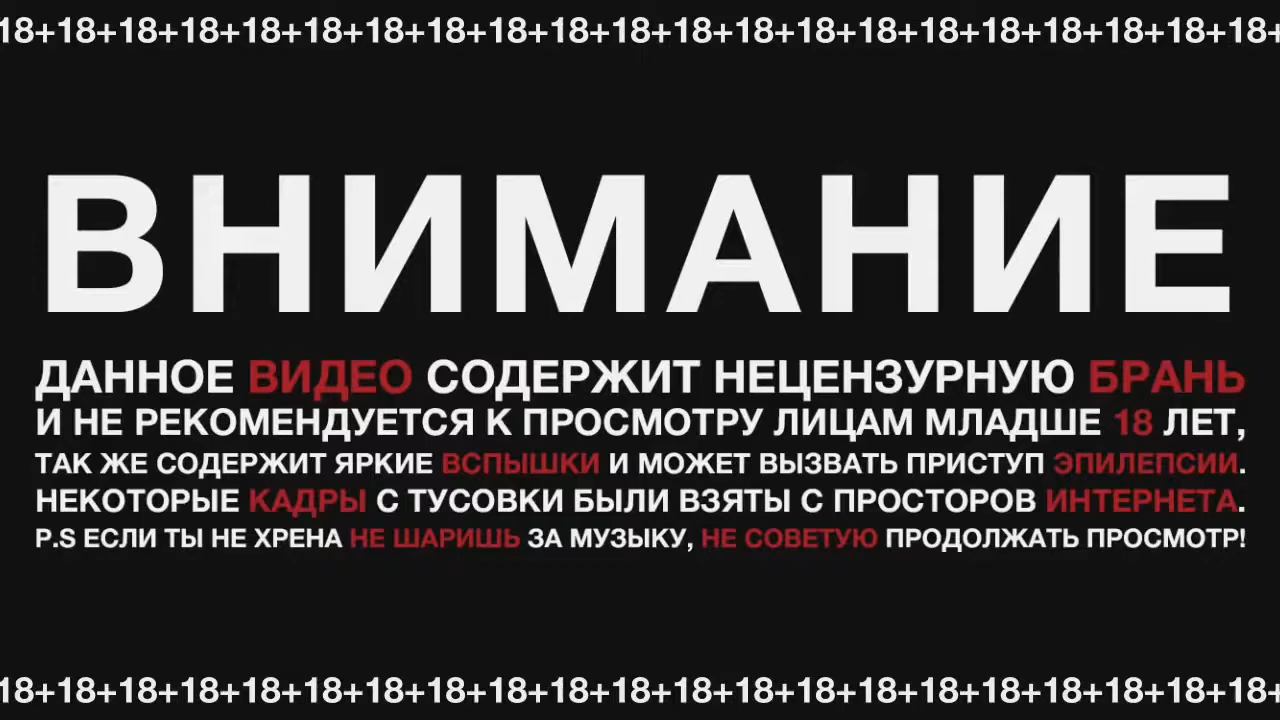 18+18+18+18+18+18+18+18+18+18+18+18+18+18+18+18+18+18+18+18+18+
ВНИМАНИЕ
ДАННОЕ ВИДЕО СОДЕРЖИТ НЕЦЕНЗУРНУЮ БРАНЬ
И НЕ РЕКОМЕНДУЕТСЯ К ПРОСМОТРУ ЛИЦАМ МЛАДШЕ 18 ЛЕТ,
ТАК ЖЕ СОДЕРЖИТ ЯРКИЕ ВСПЫШКИ И МОЖЕТ ВЫЗВАТЬ ПРИСТУП ЭПИЛЕПСИИ.
НЕКОТОРЫЕ КАДРЫ С ТУСОВКИ БЫЛИ ВЗЯТЫ С ПРОСТОРОВ ИНТЕРНЕТА.
P.S ЕСЛИ ТЫ НЕ ХРЕНА НЕ ШАРИШЬ ЗА МУЗЫКУ, НЕ СОВЕТУЮ ПРОДОЛЖАТЬ ПРОСМОТР!
18+18+18+18+18+18+18+18+18+18+18+18+18+18+18+18+18+18+18+18+18+